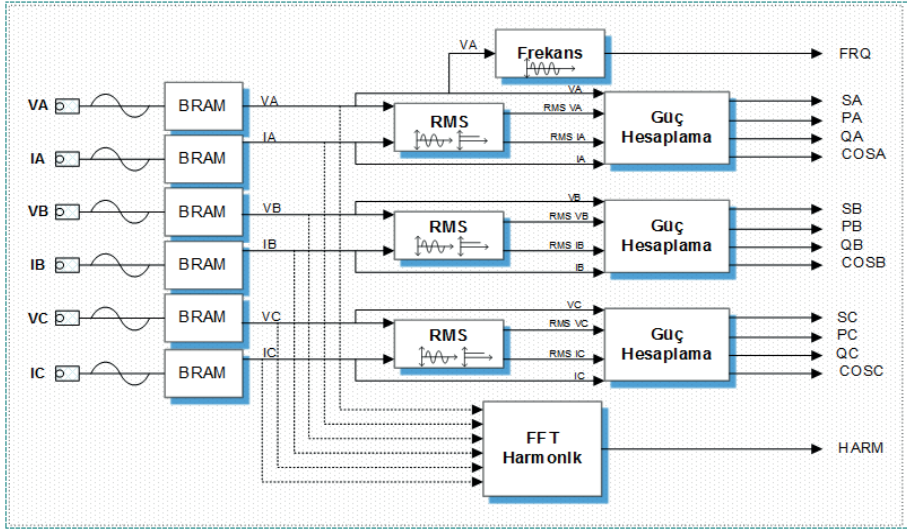 VA
Frekans
FRQ
VA
BRAM
VA
VA
RMS
RMS VA
Güç
Hesaplama
SA
PA
QA
COSA
IA
BRAM
IA
RMS IA
IA
VB
BRAM
VB
VB
RMS
RMS VB
Güç
Hesaplama
SB
PB
QB
COSB
IB
BRAM
IB
RMS IB
IB
VC
BRAM
VC
VC
RMS
RMS VC
Güç
Hesaplama
SC
PC
QC
COSC
IC
BRAM
IC
RMS IC
IC
FFT
Harmonik
HARM